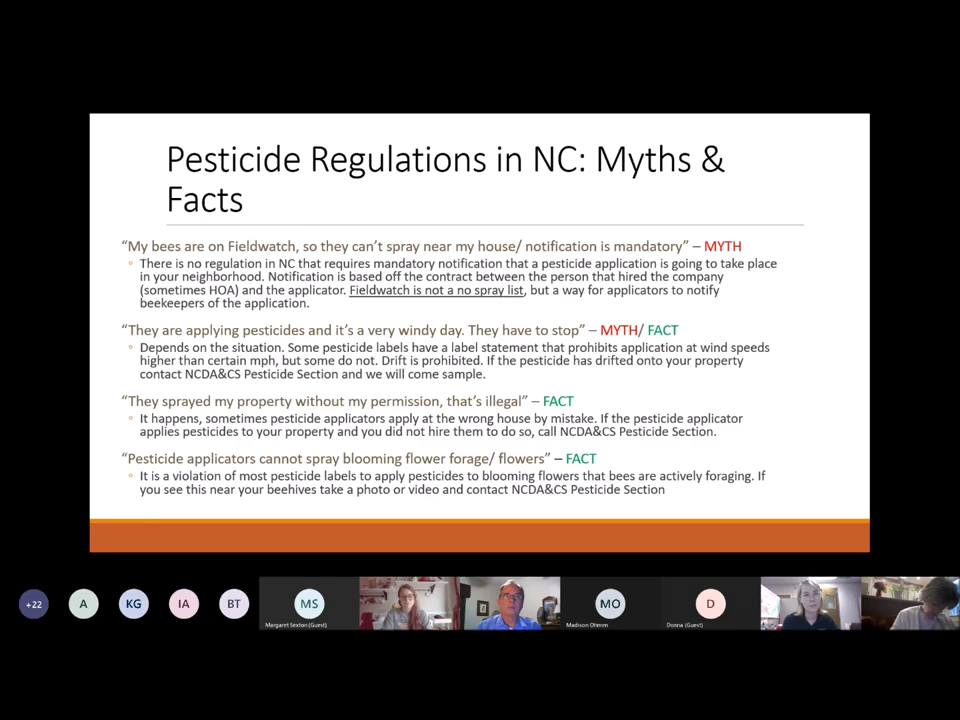 Pesticide Regulations in NC: Myths &
Facts
“My bees are on Fieldwatch, so they can’t spray near my house/ notification is mandatory” – MYTH
There is no regulation in NC that requires mandatory notification that a pesticide application is going to take place
in your neighborhood. Notification is based off the contract between the person that hired the company
(sometimes HOA) and the applicator. Fieldwatch is not a no spray list, but a way for applicators to notify
beekeepers of the application.
“They are applying pesticides and it’s a very windy day. They have to stop” – MYTH/ FACT
Depends on the situation. Some pesticide labels have a label statement that prohibits application at wind speeds
higher than certain mph, but some do not. Drift is prohibited. If the pesticide has drifted onto your property
contact NCDA&CS Pesticide Section and we will come sample.
“They sprayed my property without my permission, that’s illegal” – FACT
It happens, sometimes pesticide applicators apply at the wrong house by mistake. If the pesticide applicator
applies pesticides to your property and you did not hire them to do so, call NCDA&CS Pesticide Section.
“Pesticide applicators cannot spray blooming flower forage/ flowers” – FACT
It is a violation of most pesticide labels to apply pesticides to blooming flowers that bees are actively foraging. If
you see this near your beehives take a photo or video and contact NCDA&CS Pesticide Section
+22 A KG IA BT MS MO D
Margaret Sexton (Guest) Madison Ohmen Donna (Guest)